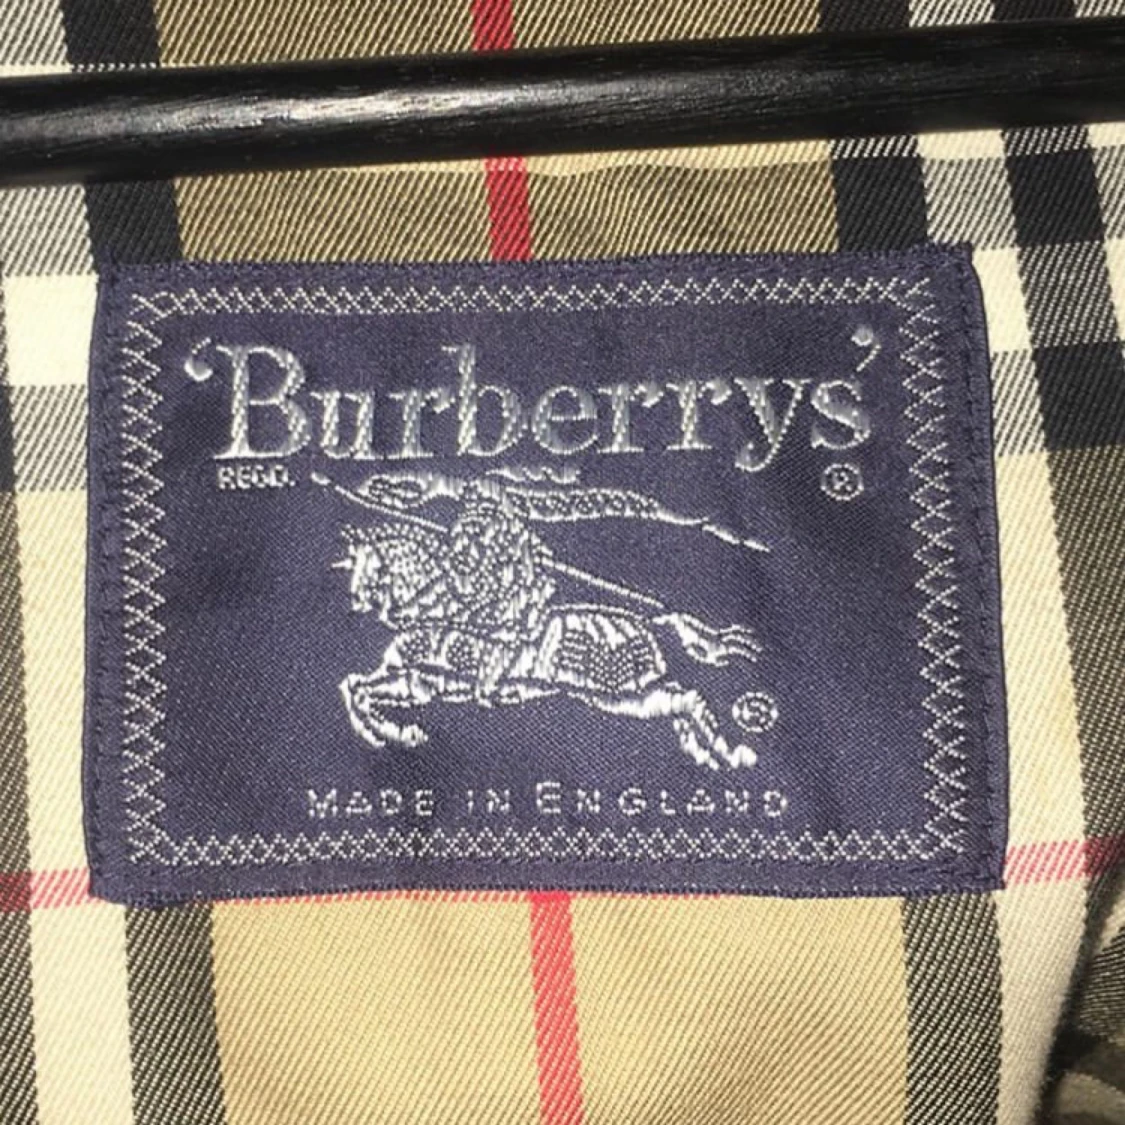 ‘Burberrys’
REGD. ®
®
MADE IN ENGLAND